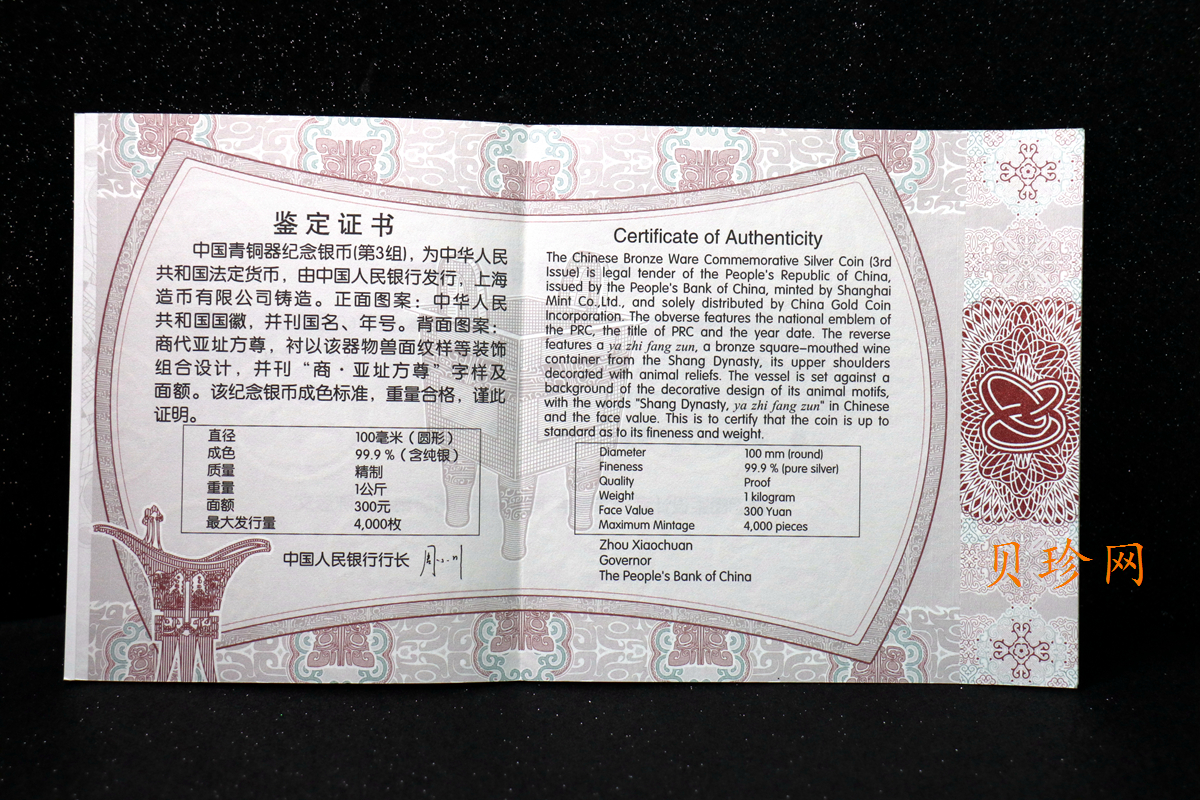 鉴定证书
中国青铜器纪念银币(第3组)，为中华人民
共和国法定货币，由中国人民银行发行，上海
造币有限公司铸造。正面图案：中华人民
共和国国徽，并刊国名、年号。背面图案：
商代亚址方尊，衬以该器物兽面纹样等装饰
组合设计，并刊“商·亚址方尊”字样及
面额。该纪念银币成色标准，重量合格，谨此
证明。
直径 100毫米（圆形）
成色 99.9％（含纯银）
质量 精制
重量 1公斤
面额 300元
最大发行量 4,000枚
中国人民银行行长
Certificate of Authenticity
The Chinese Bronze Ware Commemorative Silver Coin (3rd
Issue) is legal tender of the People's Republic of China,
issued by the People's Bank of China, minted by Shanghai
Mint Co.,Ltd., and solely distributed by China Gold Coin
Incorporation. The obverse features the national emblem of
the PRC, the title of PRC and the year date. The reverse
features a ya zhi fang zun, a bronze square–mouthed wine
container from the Shang Dynasty, its upper shoulders
decorated with animal reliefs. The vessel is set against a
background of the decorative design of its animal motifs,
with the words "Shang Dynasty, ya zhi fang zun" in Chinese
and the face value. This is to certify that the coin is up to
standard as to its fineness and weight.
Diameter 100 mm (round)
Fineness 99.9 % (pure silver)
Quality Proof
Weight 1 kilogram
Face Value 300 Yuan
Maximum Mintage 4,000 pieces
Zhou Xiaochuan
Governor
The People's Bank of China
贝珍网